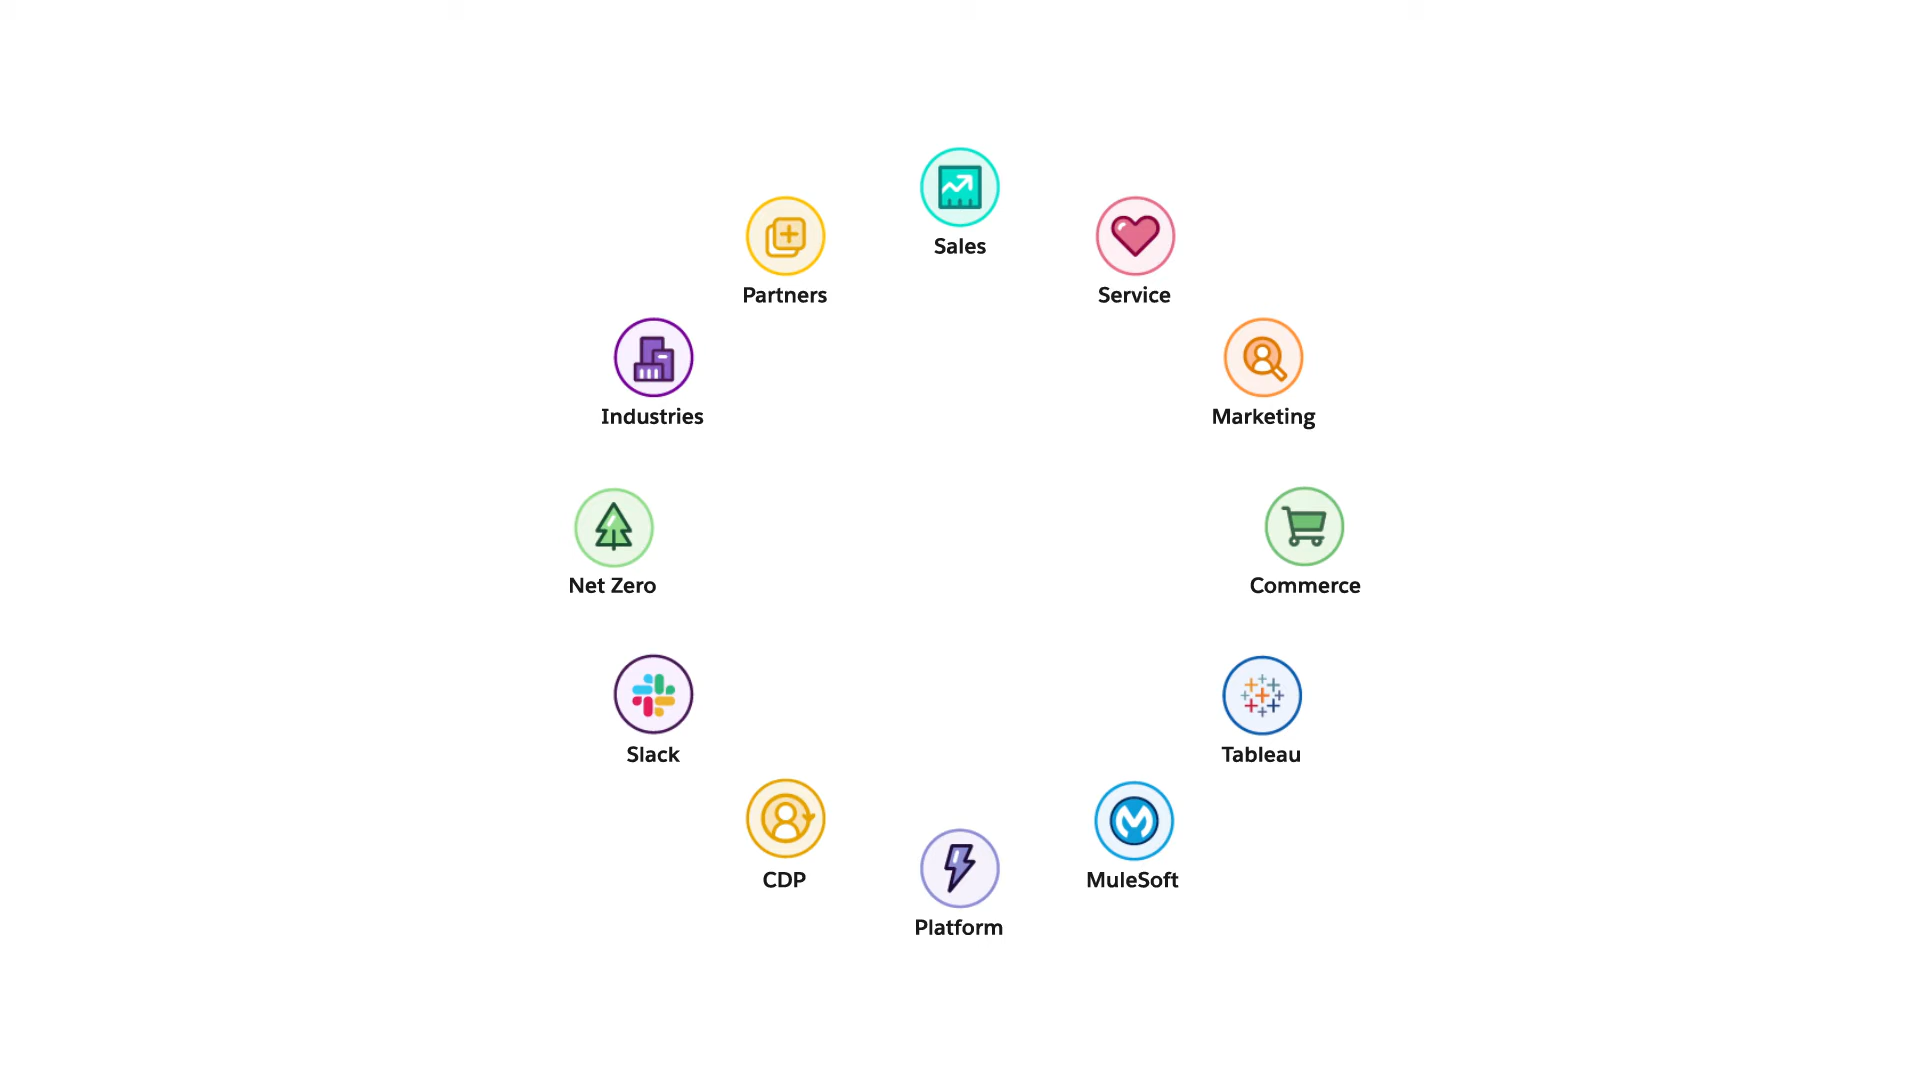 Sales
Partners
Service
Industries
Marketing
Net Zero
Commerce
Slack
Tableau
CDP
MuleSoft
Platform